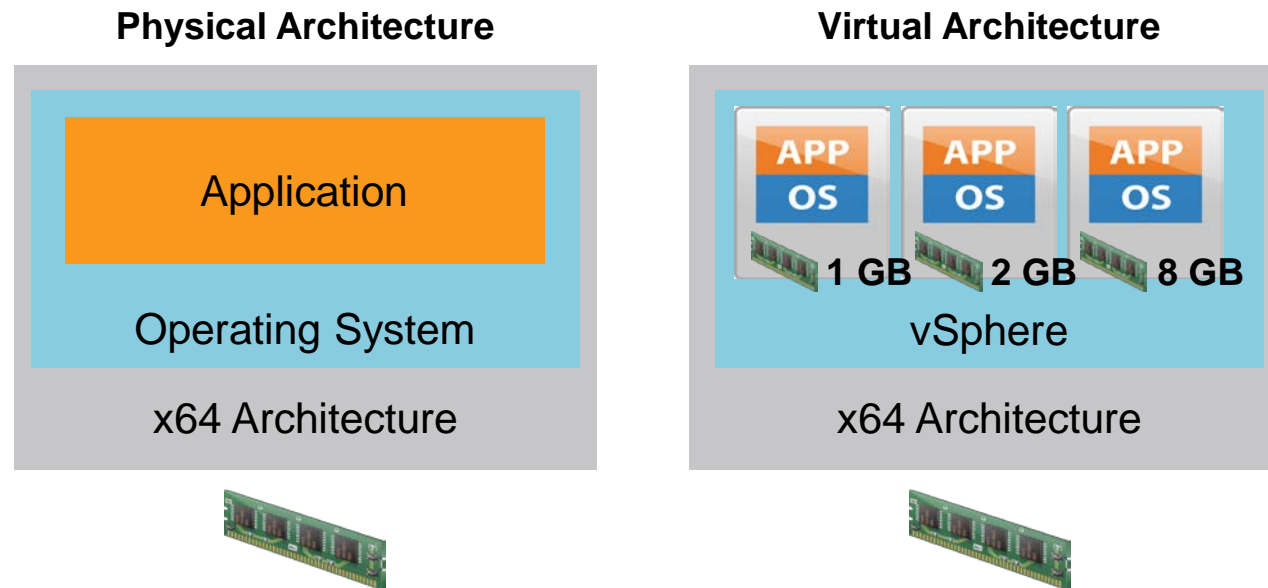 Physical Architecture
Application
Operating System
x64 Architecture
Virtual Architecture
APP APP APP
OS OS OS
1 GB 2 GB 8 GB
vSphere
x64 Architecture